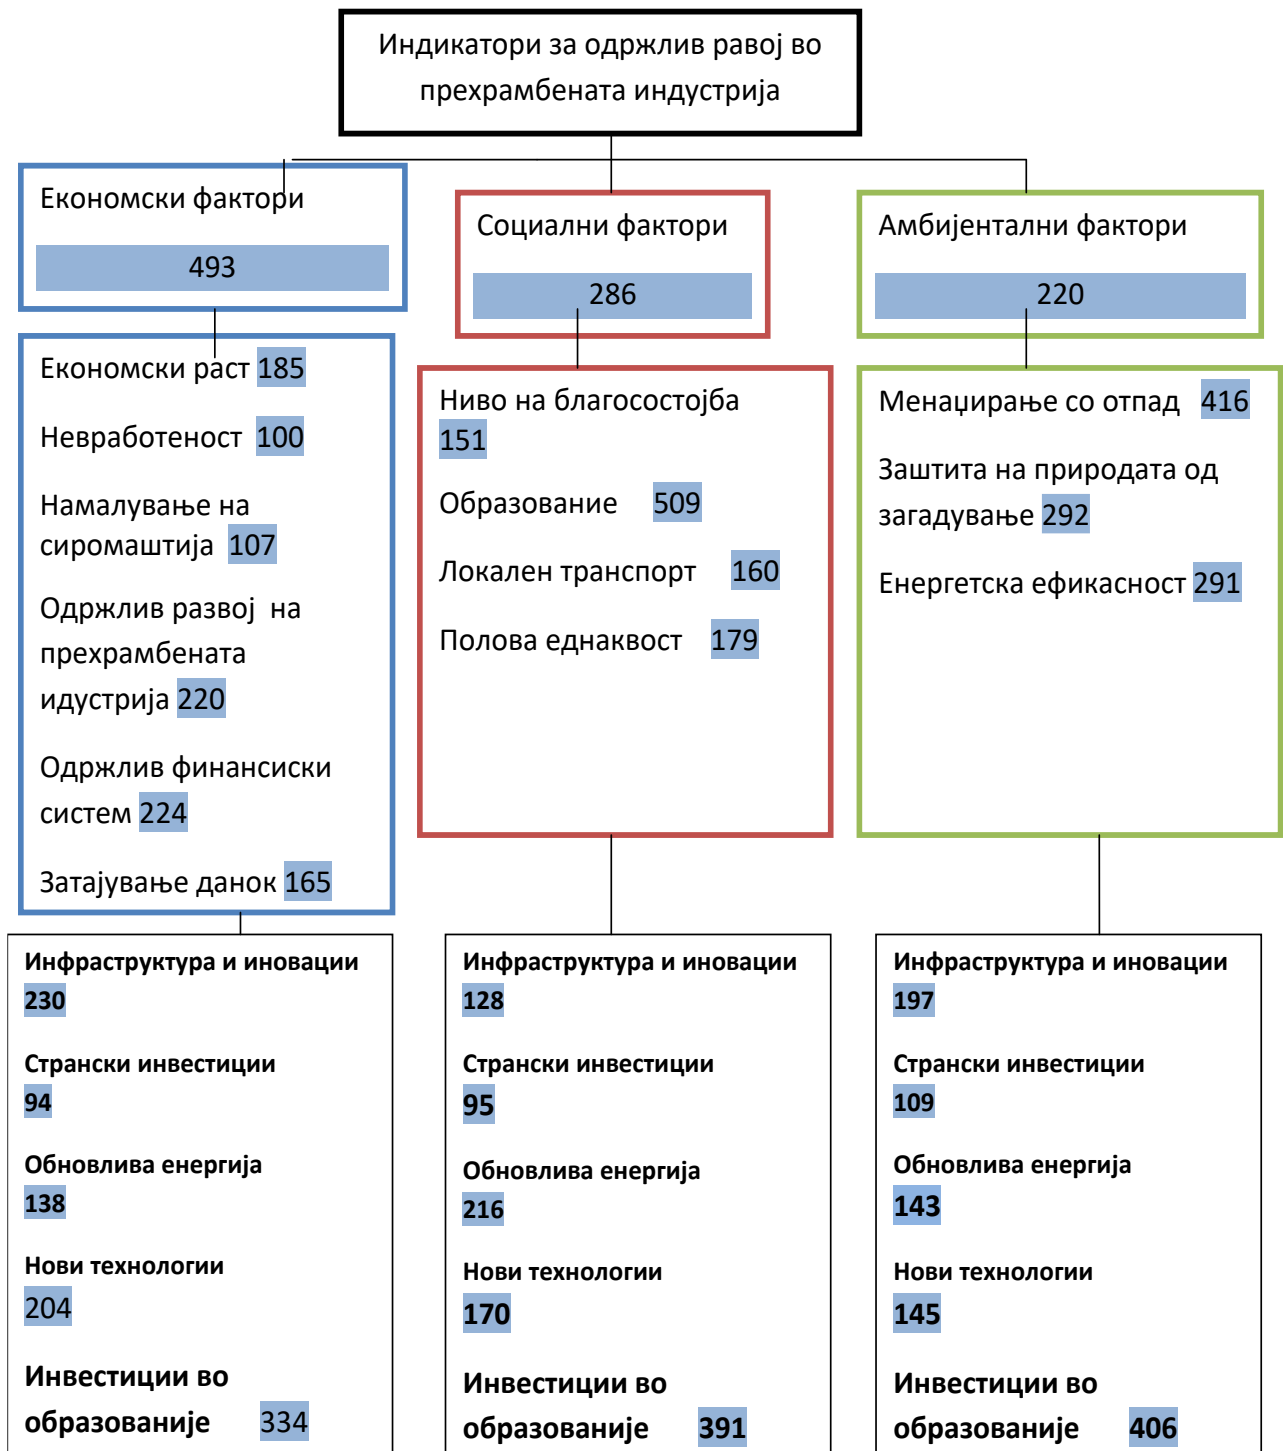 Индикатори за одржлив равој во
прехрамбената индустрија
Економски фактори
493
Социални фактори
286
Амбијентални фактори
220
Економски раст 185
Невработеност 100
Намалување на
сиромаштија 107
Одржлив развој на
прехрамбената
идустрија 220
Одржлив финансиски
систем 224
Затајување данок 165
Ниво на благосостојба
151
Образование 509
Локален транспорт 160
Полова еднаквост 179
Менаџирање со отпад 416
Заштита на природата од
загадување 292
Енергетска ефикасност 291
Инфраструктура и иновации
230
Странски инвестиции
94
Обновлива енергија
138
Нови технологии
204
Инвестиции во
образованије 334
Инфраструктура и иновации
128
Странски инвестиции
95
Обновлива енергија
216
Нови технологии
170
Инвестиции во
образованије 391
Инфраструктура и иновации
197
Странски инвестиции
109
Обновлива енергија
143
Нови технологии
145
Инвестиции во
образованије 406